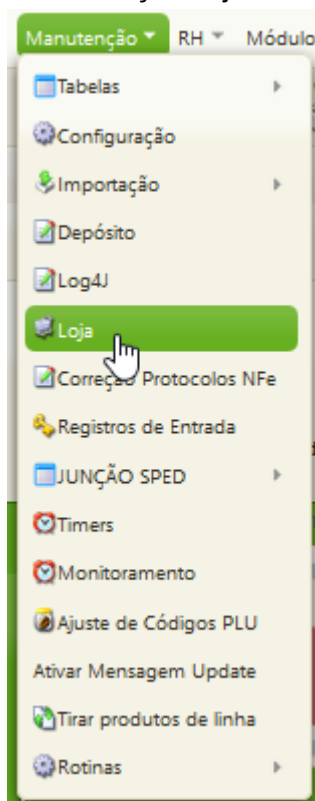 Manutenção RH Módulo
Tabelas
Configuração
Importação
Depósito
Log4J
Loja
Correção Protocolos NFe
Registros de Entrada
JUNÇÃO SPED
Timers
Monitoramento
Ajuste de Códigos PLU
Ativar Mensagem Update
Tirar produtos de linha
Rotinas